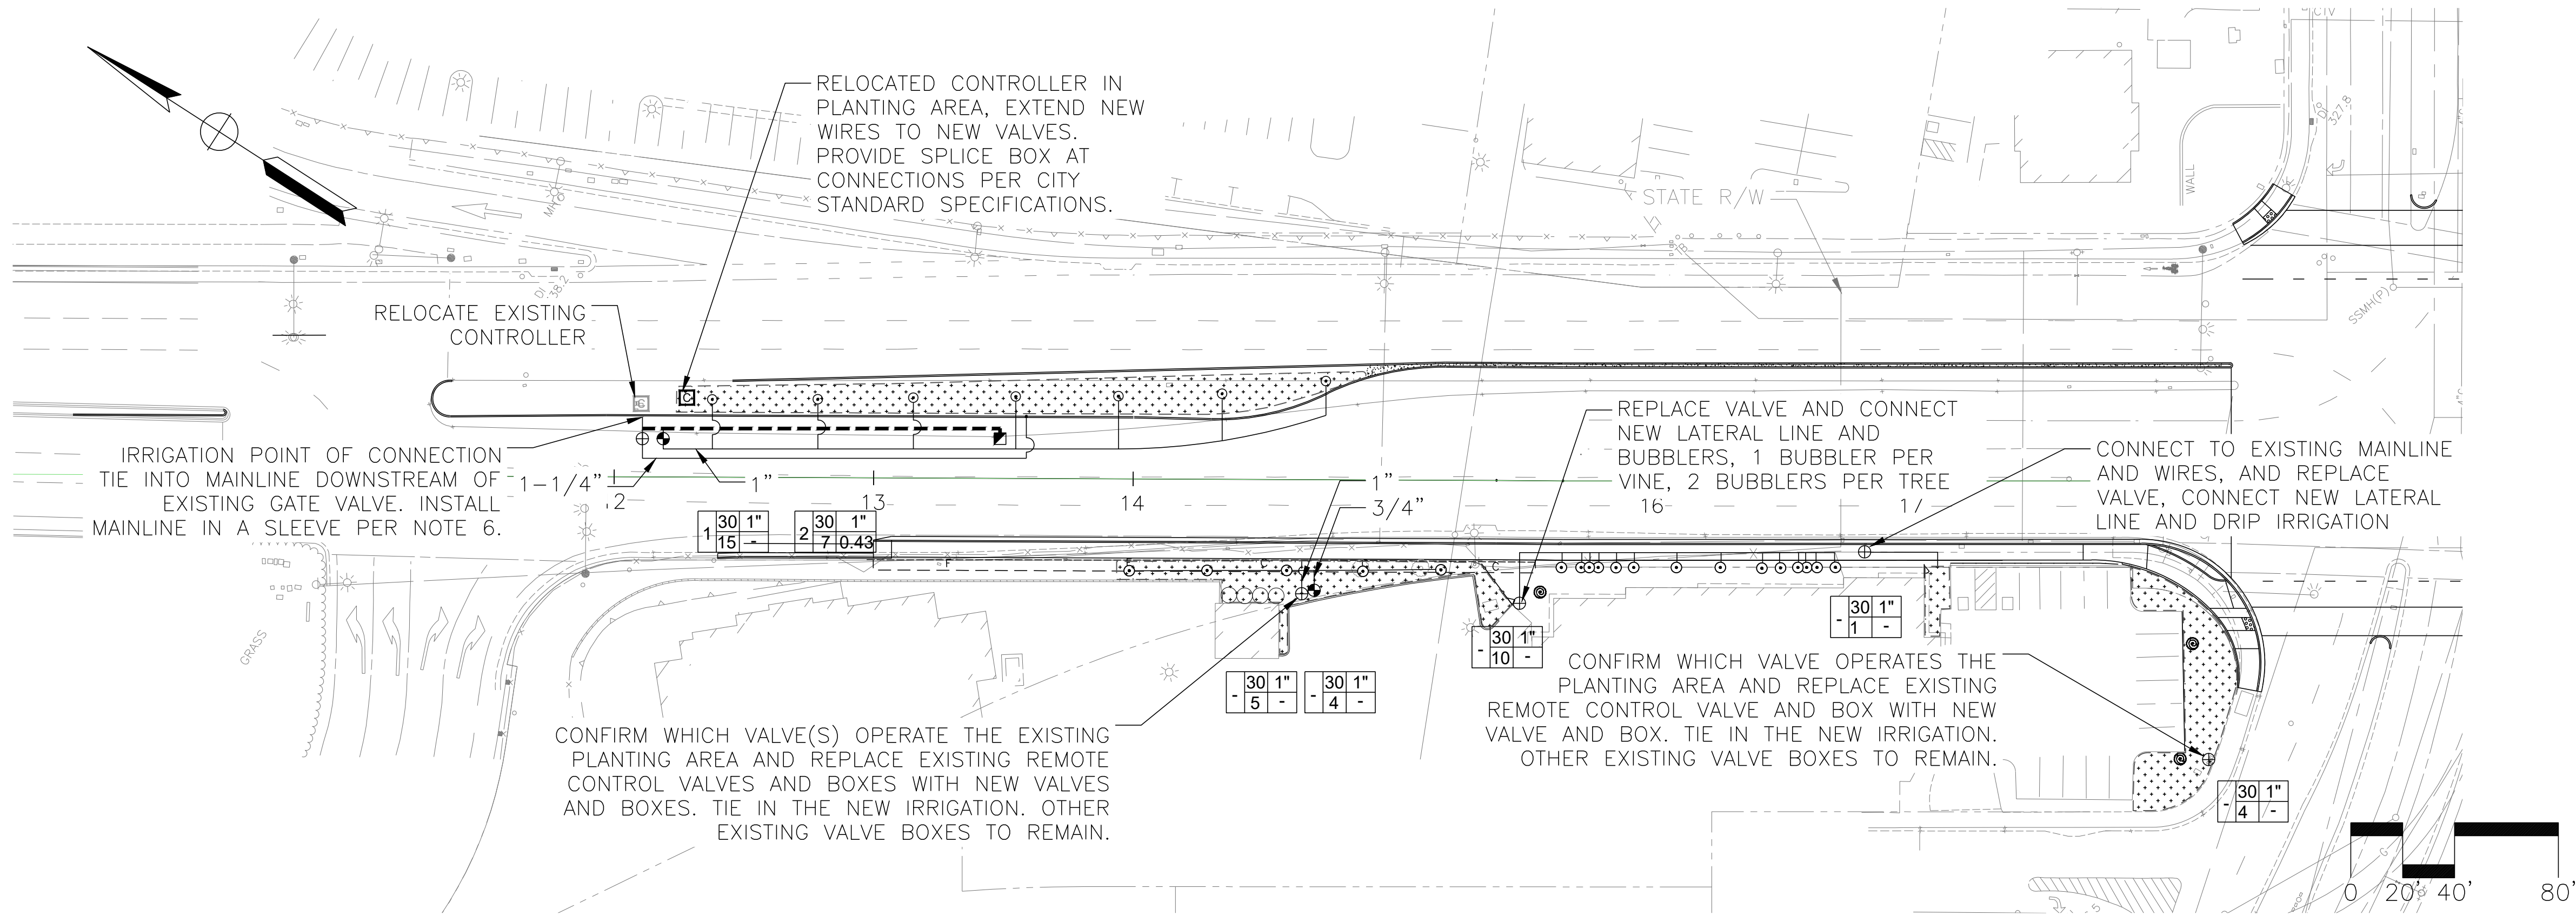 RELOCATED CONTROLLER IN
PLANTING AREA, EXTEND NEW
WIRES TO NEW VALVES.
PROVIDE SPLICE BOX AT
CONNECTIONS PER CITY
STANDARD SPECIFICATIONS.
CTV
DI
327.8
WALL
STATE R/W
MH
DI
38.2
SSMH(P)
RELOCATE EXISTING
CONTROLLER
C
C
IRRIGATION POINT OF CONNECTION
TIE INTO MAINLINE DOWNSTREAM OF
EXISTING GATE VALVE. INSTALL
MAINLINE IN A SLEEVE PER NOTE 6.
1-1/4"
1"
13
14
16
REPLACE VALVE AND CONNECT
NEW LATERAL LINE AND
BUBBLERS, 1 BUBBLER PER
VINE, 2 BUBBLERS PER TREE
CONNECT TO EXISTING MAINLINE
AND WIRES, AND REPLACE
VALVE, CONNECT NEW LATERAL
LINE AND DRIP IRRIGATION
1"
3/4"
1 30 1"
15 -
2 30 1"
7 0.43
F
GRASS
- 30 1"
5 -
- 30 1"
4 -
- 30 1"
10 -
- 30 1"
1 -
CONFIRM WHICH VALVE(S) OPERATE THE EXISTING
PLANTING AREA AND REPLACE EXISTING REMOTE
CONTROL VALVES AND BOXES WITH NEW VALVES
AND BOXES. TIE IN THE NEW IRRIGATION. OTHER
EXISTING VALVE BOXES TO REMAIN.
CONFIRM WHICH VALVE OPERATES THE
PLANTING AREA AND REPLACE EXISTING
REMOTE CONTROL VALVE AND BOX WITH NEW
VALVE AND BOX. TIE IN THE NEW IRRIGATION.
OTHER EXISTING VALVE BOXES TO REMAIN.
- 30 1"
4 -
0 20' 40' 80'